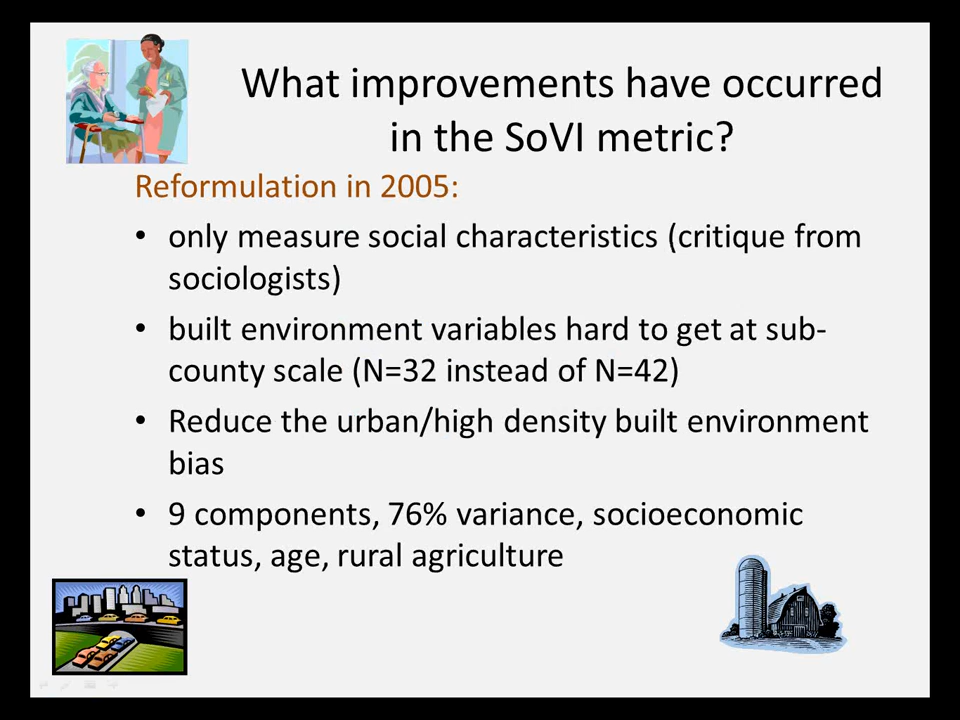 What improvements have occurred
in the SoVI metric?
Reformulation in 2005:
• only measure social characteristics (critique from
sociologists)
• built environment variables hard to get at sub-
county scale (N=32 instead of N=42)
• Reduce the urban/high density built environment
bias
• 9 components, 76% variance, socioeconomic
status, age, rural agriculture